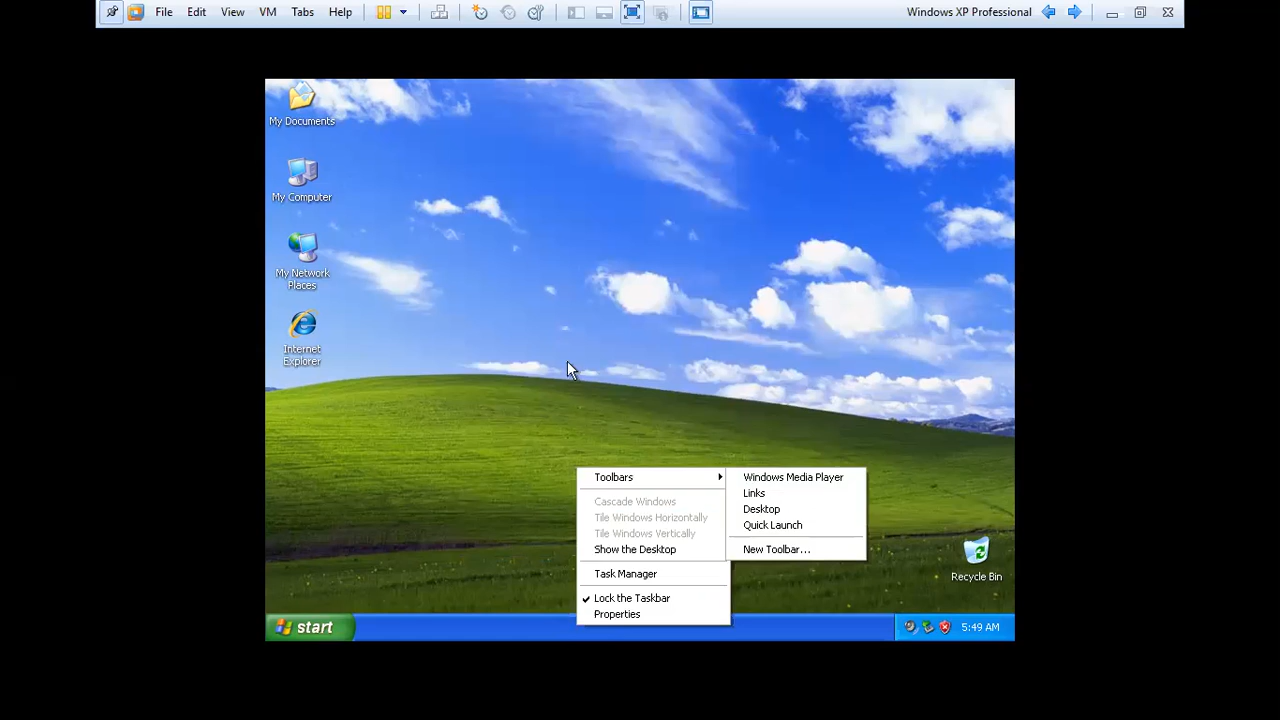 File Edit View VM Tabs Help
Windows XP Professional
My Documents
My Computer
My Network
Places
Internet
Explorer
Toolbars
Cascade Windows
Tile Windows Horizontally
Tile Windows Vertically
Show the Desktop
Task Manager
Lock the Taskbar
Properties
Windows Media Player
Links
Desktop
Quick Launch
New Toolbar...
Recycle Bin
start
5:49 AM